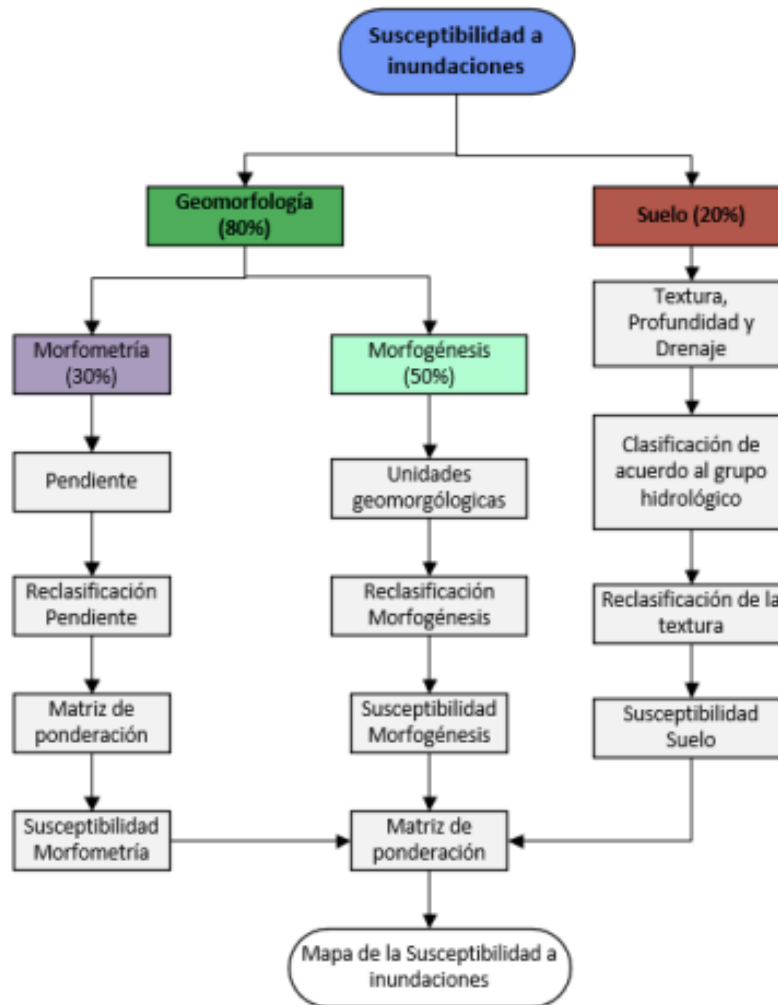 Susceptibilidad a
inundaciones
Geomorfología
(80%)
Suelo (20%)
Morfometría
(30%)
Morfogénesis
(50%)
Textura,
Profundidad y
Drenaje
Pendiente
Unidades
geomorgólogicas
Clasificación de
acuerdo al grupo
hidrológico
Reclasificación
Pendiente
Reclasificación
Morfogénesis
Reclasificación de la
textura
Matriz de
ponderación
Susceptibilidad
Morfogénesis
Susceptibilidad
Suelo
Susceptibilidad
Morfometría
Matriz de
ponderación
Mapa de la Susceptibilidad a
inundaciones